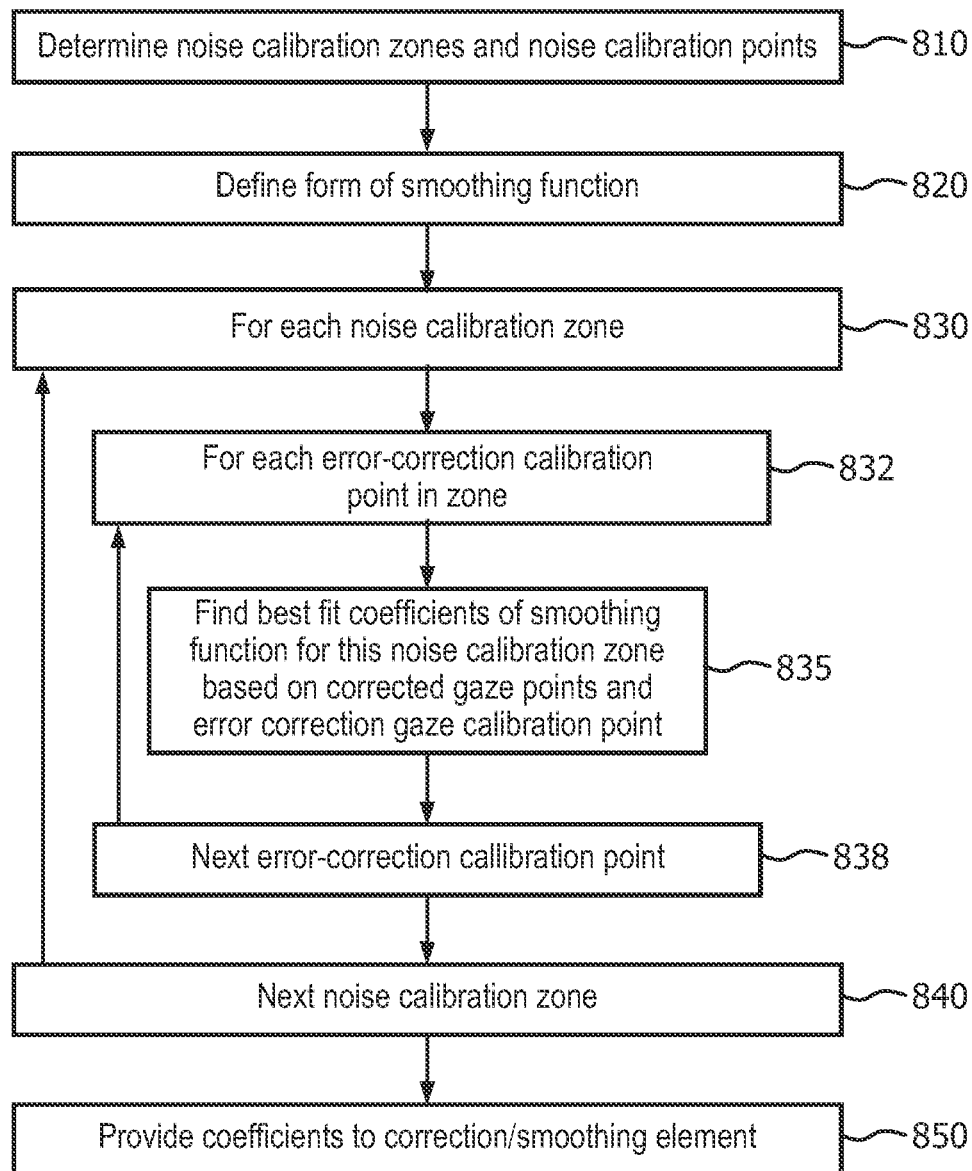 Determine noise calibration zones and noise calibration points
810
Define form of smoothing function
820
For each noise calibration zone
830
For each error-correction calibration
point in zone
832
Find best fit coefficients of smoothing
function for this noise calibration zone
based on corrected gaze points and
error correction gaze calibration point
835
Next error-correction callibration point
838
Next noise calibration zone
840
Provide coefficients to correction/smoothing element
850